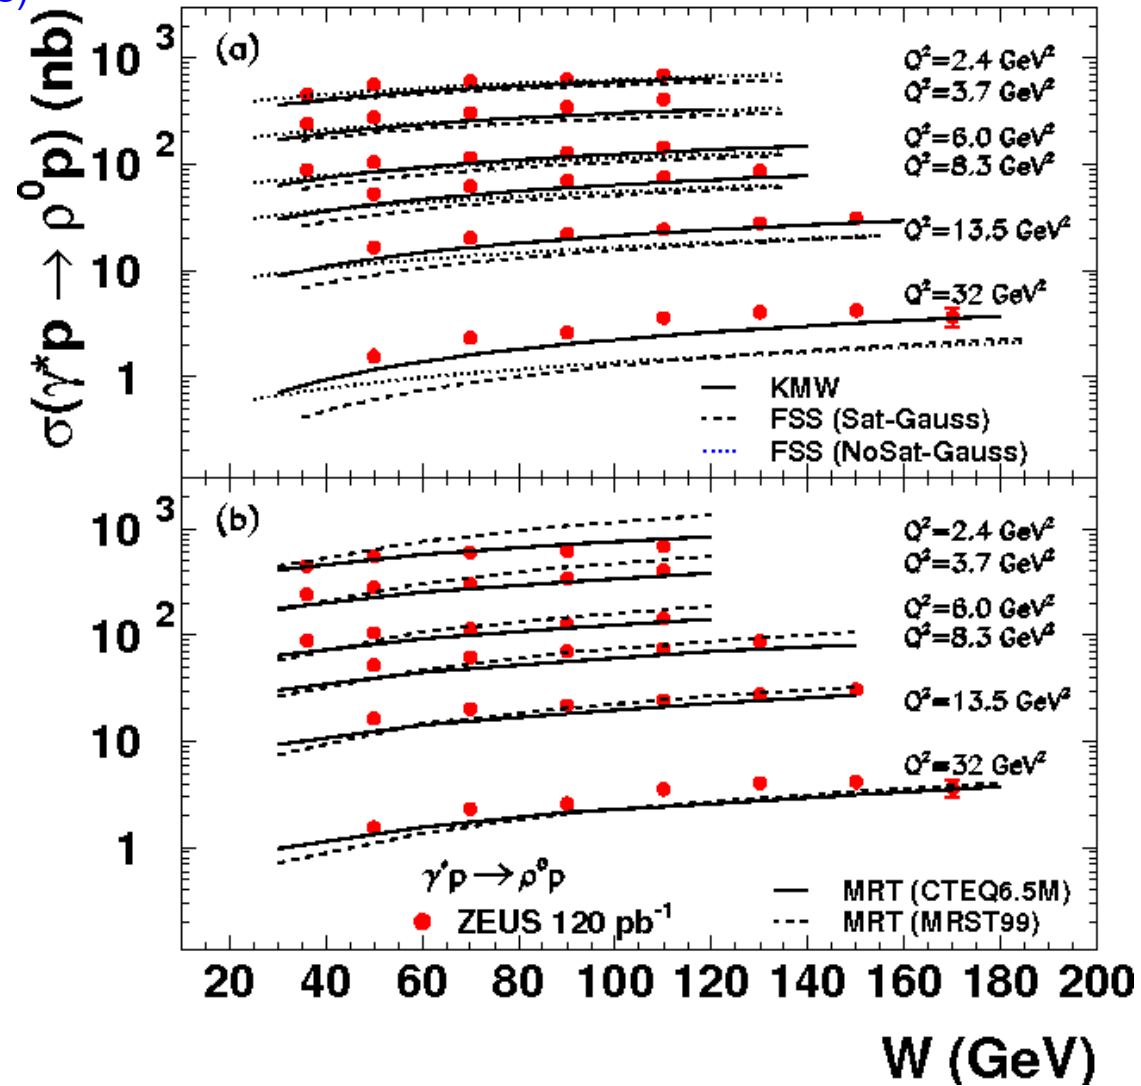 σ(γ*p → ρ⁰p) (nb)
(a)
10³
10²
10
1
Q²=2.4 GeV²
Q²=3.7 GeV²
Q²=6.0 GeV²
Q²=8.3 GeV²
Q²=13.5 GeV²
Q²=32 GeV²
KMW
FSS (Sat-Gauss)
FSS (NoSat-Gauss)
(b)
10³
10²
10
1
Q²=2.4 GeV²
Q²=3.7 GeV²
Q²=6.0 GeV²
Q²=8.3 GeV²
Q²=13.5 GeV²
Q²=32 GeV²
γ*p → ρ⁰p
ZEUS 120 pb⁻¹
MRT (CTEQ6.5M)
MRT (MRST99)
20 40 60 80 100 120 140 160 180 200
W (GeV)